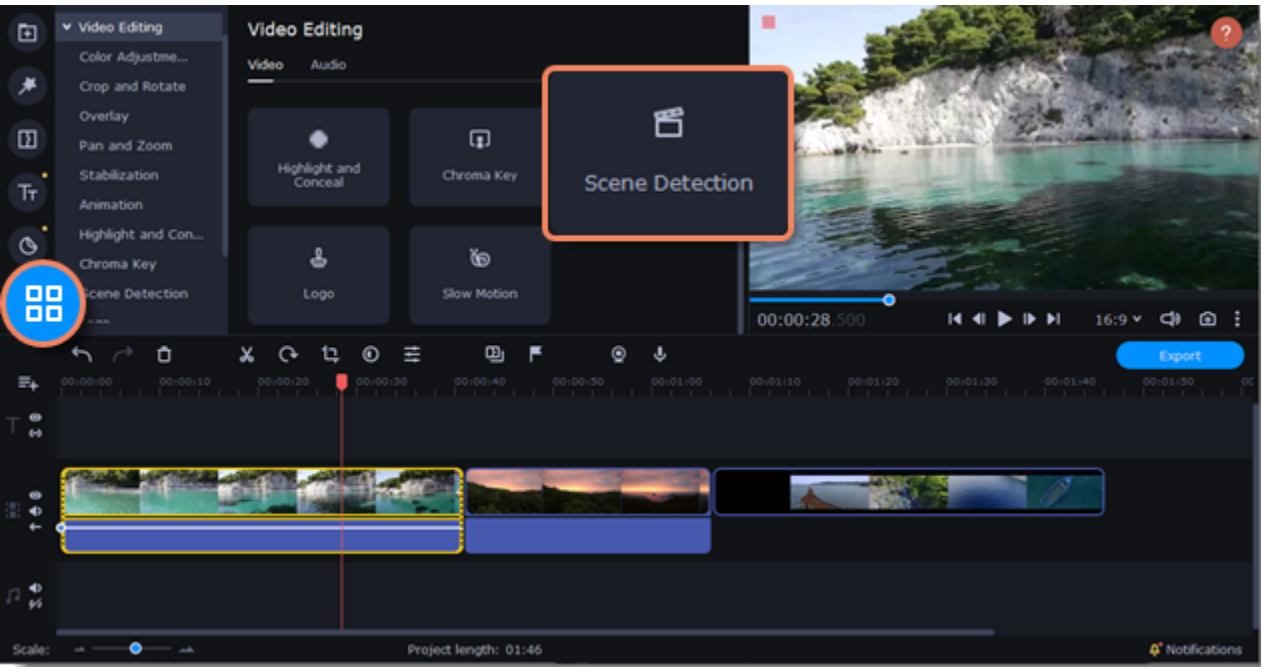 Video Editing
Color Adjustme...
Crop and Rotate
Overlay
Pan and Zoom
Stabilization
Animation
Highlight and Con...
Chroma Key
Scene Detection
Video Editing
Video Audio
Highlight and
Conceal
Chroma Key
Scene Detection
Logo
Slow Motion
?
00:00:28.500
16:9
Export
00:00:00 00:00:10 00:00:20 00:00:30 00:00:40 00:00:50 00:01:00 00:01:10 00:01:20 00:01:30 00:01:40 00:01:50
Scale:
Project length: 01:46
Notifications